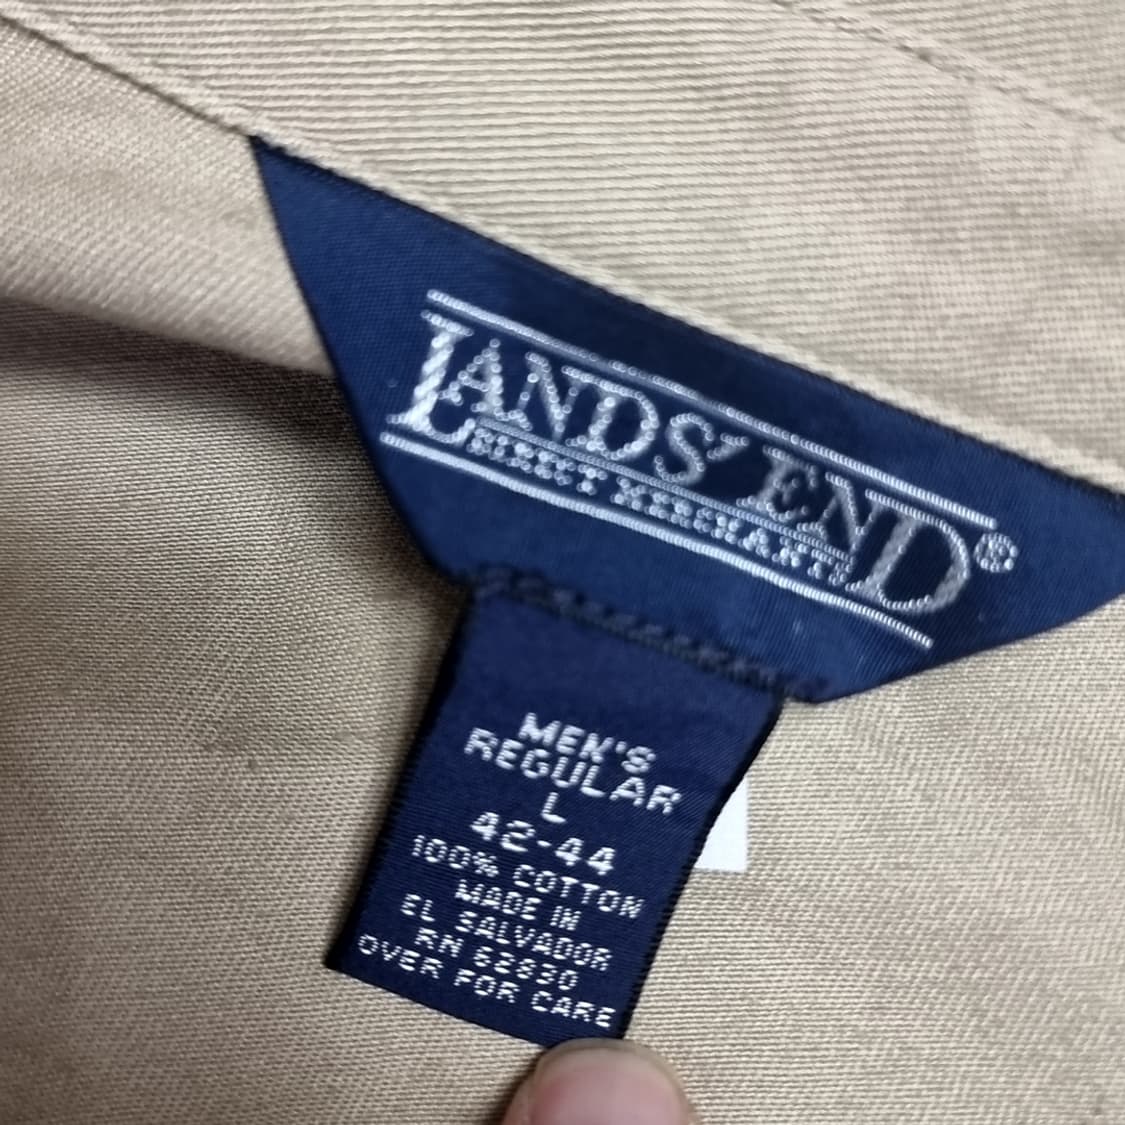 LANDS' END®
DIRECT MERCHANTS
MEN'S
REGULAR
L
42-44
100% COTTON
MADE IN
EL SALVADOR
RN 62830
OVER FOR CARE